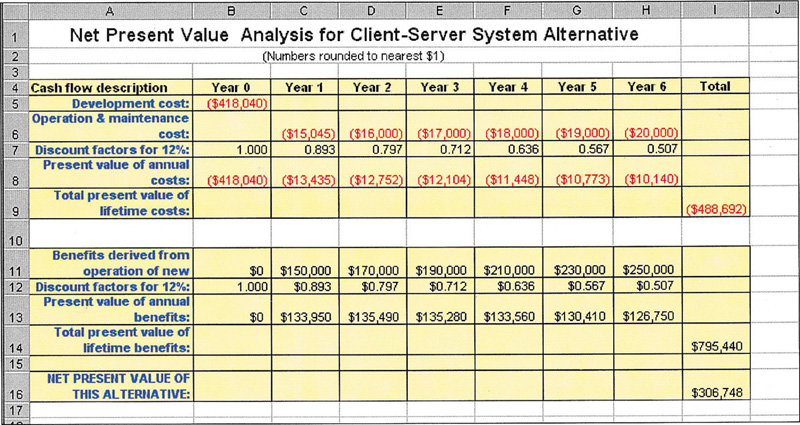 A B C D E F G H I J
1 Net Present Value Analysis for Client-Server System Alternative
2 (Numbers rounded to nearest $1)
3
4 Cash flow description Year 0 Year 1 Year 2 Year 3 Year 4 Year 5 Year 6 Total
5 Development cost: ($418,040)
Operation & maintenance
6 cost: ($15,045) ($16,000) ($17,000) ($18,000) ($19,000) ($20,000)
7 Discount factors for 12%: 1.000 0.893 0.797 0.712 0.636 0.567 0.507
Present value of annual
8 costs: ($418,040) ($13,435) ($12,752) ($12,104) ($11,448) ($10,773) ($10,140)
Total present value of
9 lifetime costs: ($488,692)
10
Benefits derived from
11 operation of new $0 $150,000 $170,000 $190,000 $210,000 $230,000 $250,000
12 Discount factors for 12%: 1.000 $0.893 $0.797 $0.712 $0.636 $0.567 $0.507
Present value of annual
13 benefits: $0 $133,950 $135,490 $135,280 $133,560 $130,410 $126,750
Total present value of
14 lifetime benefits: $795,440
15
NET PRESENT VALUE OF
16 THIS ALTERNATIVE: $306,748
17